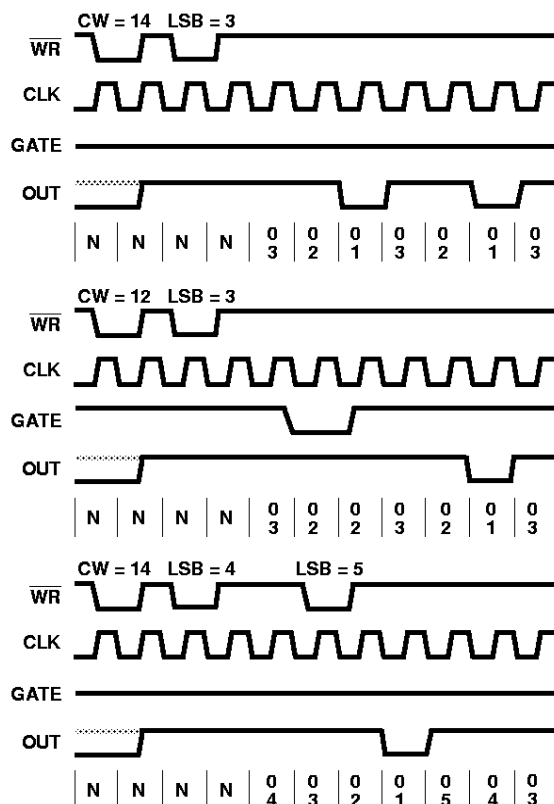 CW = 14 LSB = 3
WR
CLK
GATE
OUT
N N N N 0 0 0 0 0 0 0
3 2 1 3 2 1 3
CW = 12 LSB = 3
WR
CLK
GATE
OUT
N N N N 0 0 0 0 0 0 0
3 2 2 3 2 1 3
CW = 14 LSB = 4 LSB = 5
WR
CLK
GATE
OUT
N N N N 0 0 0 0 0 0 0
4 3 2 1 5 4 3